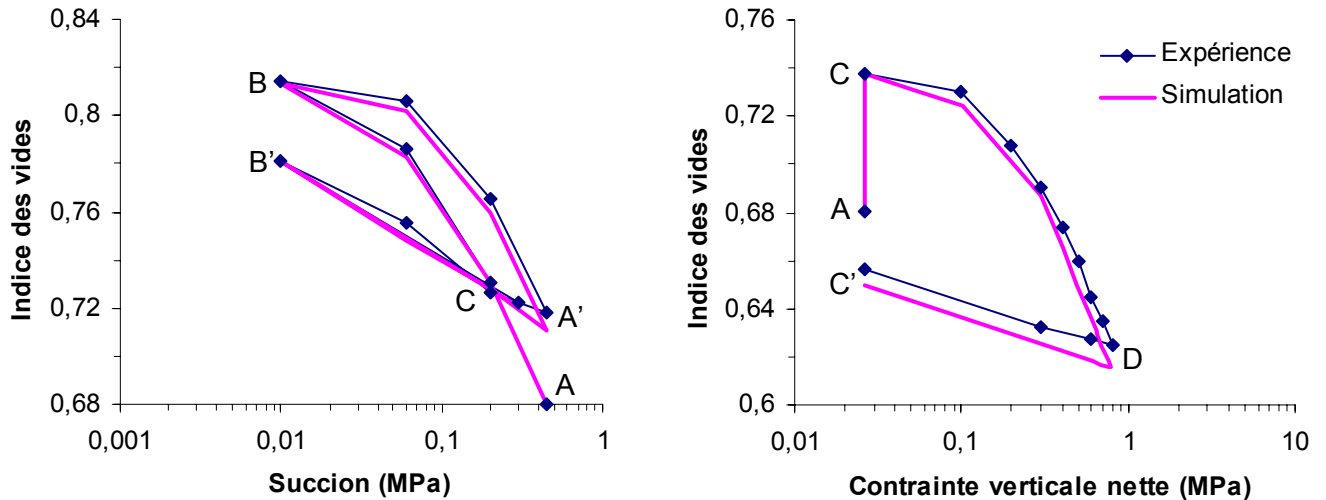 0,84
0,8
0,76
0,72
0,68
0,001
0,01
0,1
1
Indice des vides
Succion (MPa)
B
B’
C
A’
A
0,76
0,72
0,68
0,64
0,6
0,01
0,1
1
10
Indice des vides
Contrainte verticale nette (MPa)
Expérience
Simulation
C
A
C’
D